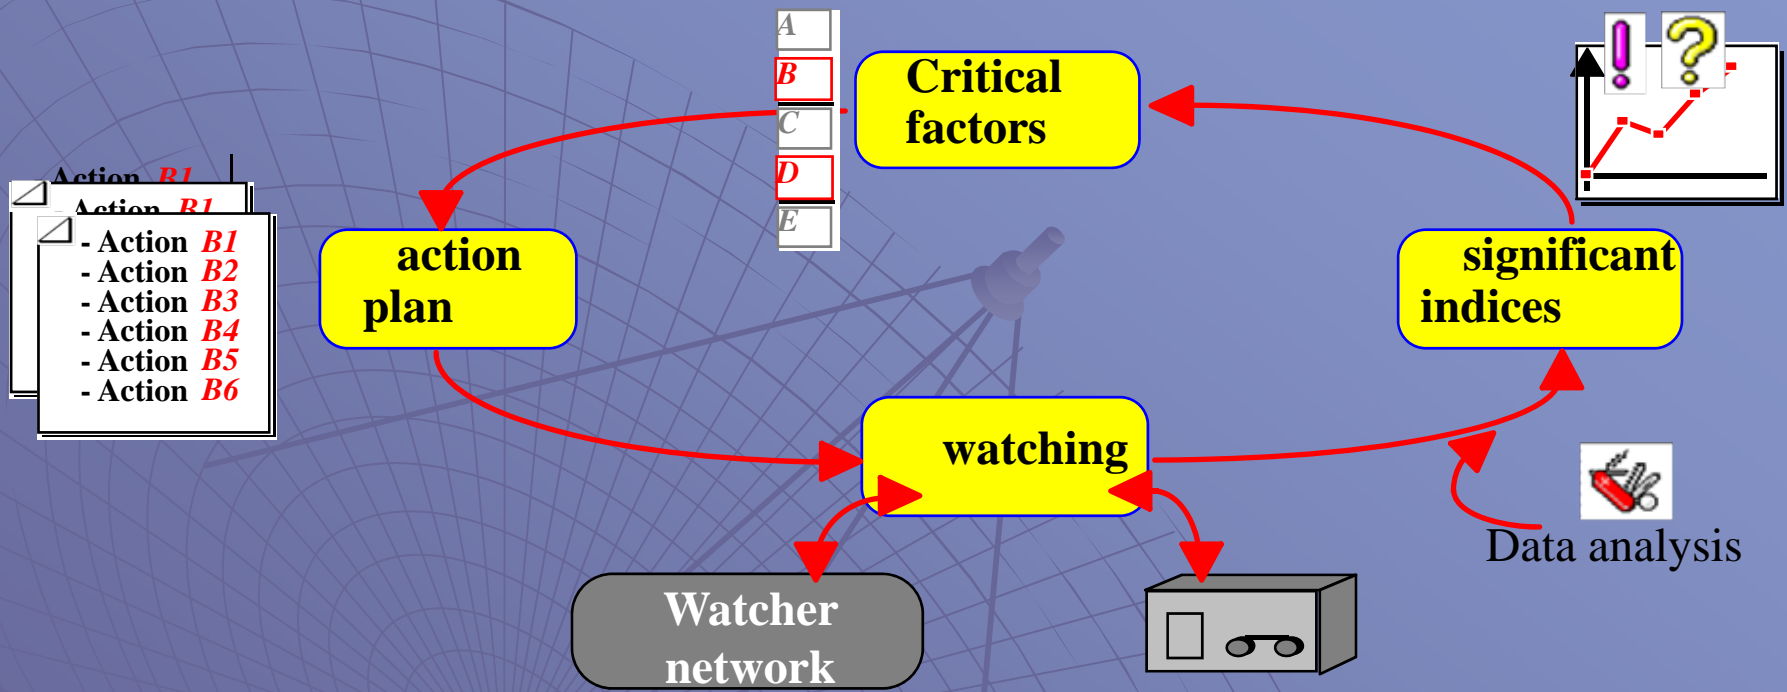 A
B
C
D
E
Critical
factors
- Action B1
- Action B1
- Action B1
- Action B2
- Action B3
- Action B4
- Action B5
- Action B6
action
plan
significant
indices
watching
Data analysis
Watcher
network